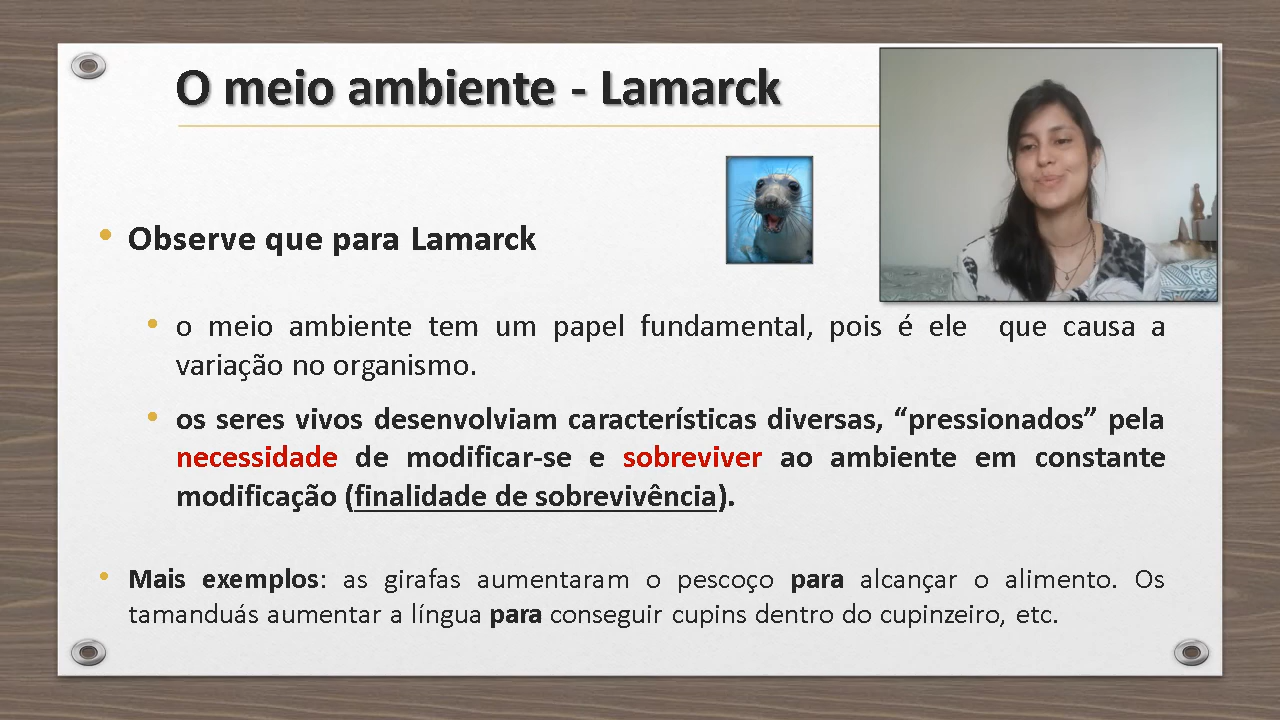 O meio ambiente - Lamarck
• Observe que para Lamarck
• o meio ambiente tem um papel fundamental, pois é ele que causa a
variação no organismo.
• os seres vivos desenvolviam características diversas, “pressionados” pela
necessidade de modificar-se e sobreviver ao ambiente em constante
modificação (finalidade de sobrevivência).
• Mais exemplos: as girafas aumentaram o pescoço para alcançar o alimento. Os
tamanduás aumentar a língua para conseguir cupins dentro do cupinzeiro, etc.